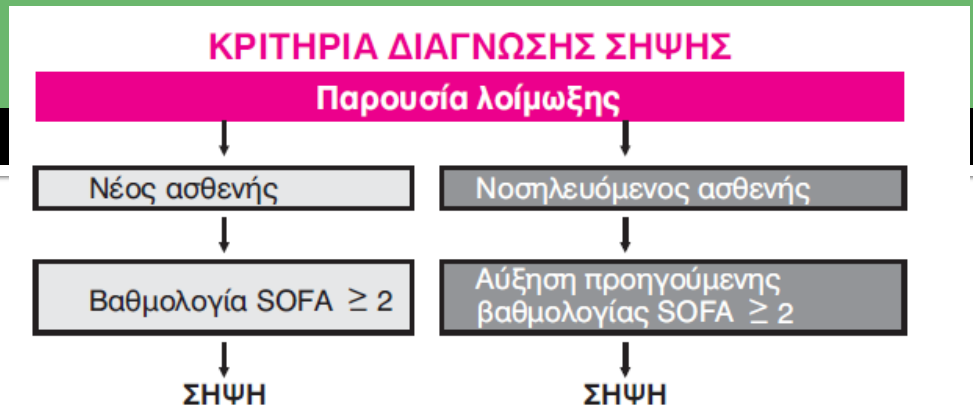 ΚΡΙΤΗΡΙΑ ΔΙΑΓΝΩΣΗΣ ΣΗΨΗΣ
Παρουσία λοίμωξης
Νέος ασθενής
Νοσηλευόμενος ασθενής
Βαθμολογία SOFA ≥ 2
Αύξηση προηγούμενης
βαθμολογίας SOFA ≥ 2
ΣΗΨΗ
ΣΗΨΗ